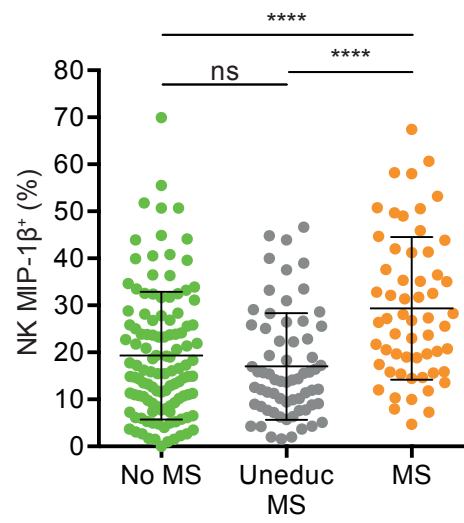 ****
ns
****
80
70
60
50
40
30
20
10
0
NK MIP-1β⁺ (%)
No MS
Uneduc
MS
MS